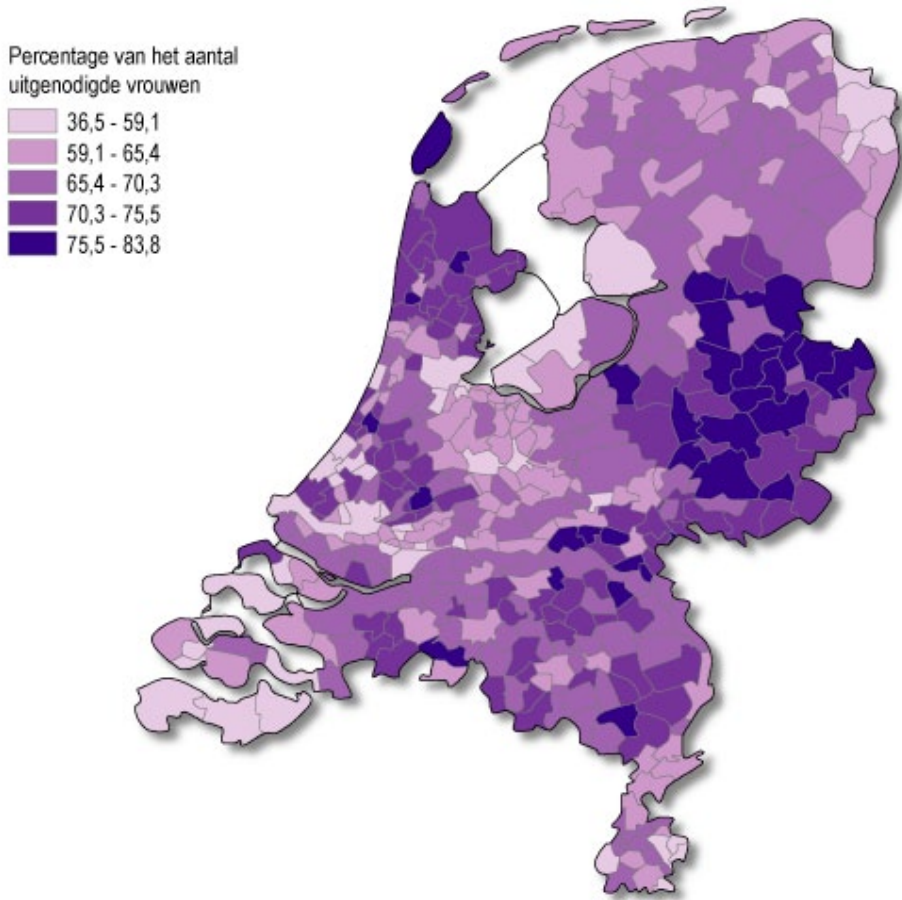 Percentage van het aantal
uitgenodigde vrouwen
36,5 - 59,1
59,1 - 65,4
65,4 - 70,3
70,3 - 75,5
75,5 - 83,8